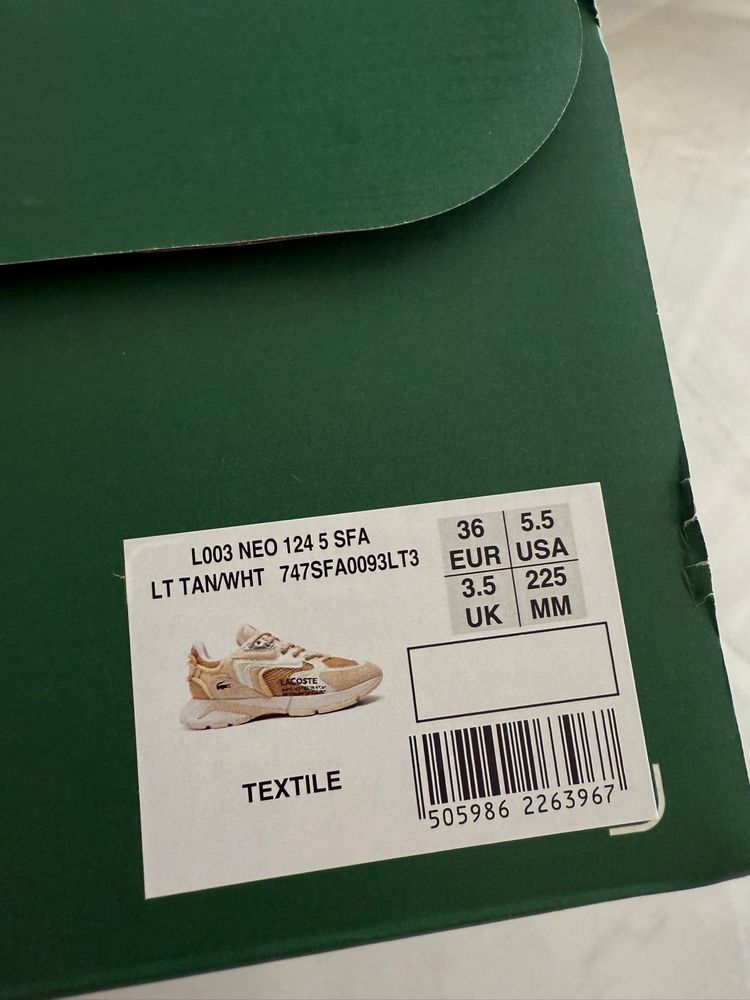 L003 NEO 124 5 SFA
LT TAN/WHT 747SFA0093LT3
36 EUR
5.5 USA
3.5 UK
225 MM
LACOSTE
TEXTILE
505986 2263967